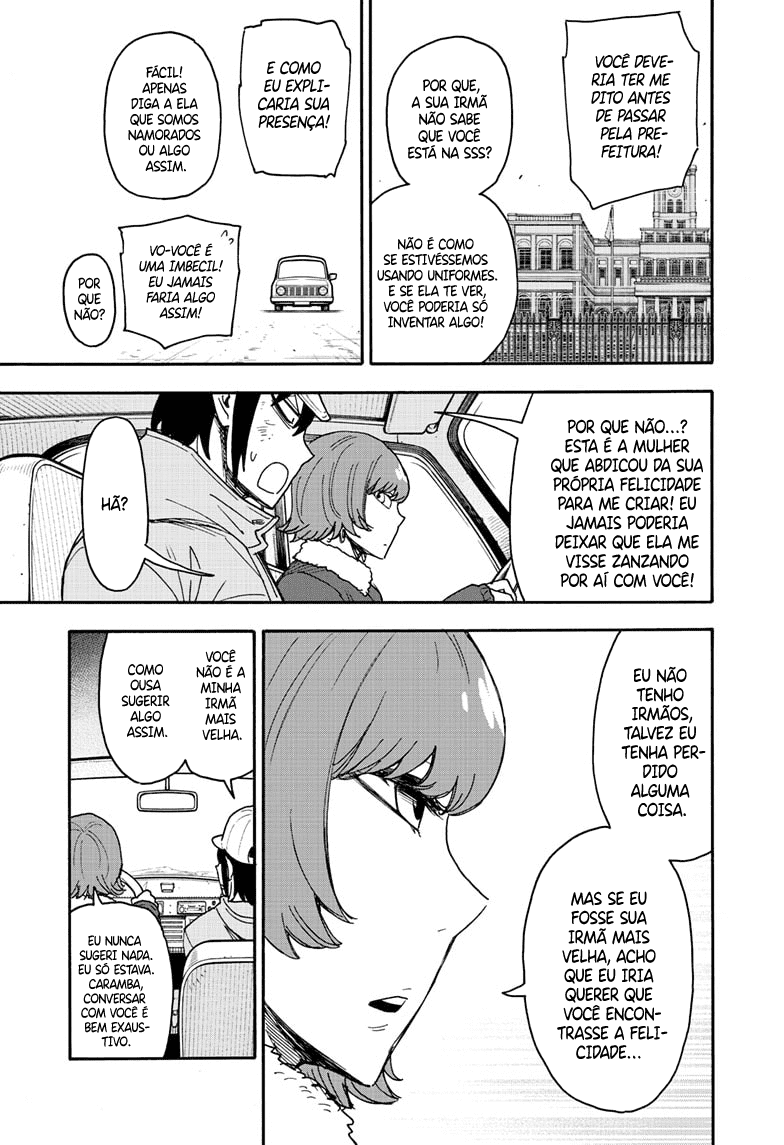 VOCÊ DEVE-
RIA TER ME
DITO ANTES
DE PASSAR
PELA PRE-
FEITURA!
POR QUE,
A SUA IRMÃ
NÃO SABE
QUE VOCÊ
ESTÁ NA SSS?
NÃO É COMO
SE ESTIVÉSSEMOS
USANDO UNIFORMES.
E SE ELA TE VER,
VOCÊ PODERIA SÓ
INVENTAR ALGO!
E COMO
EU EXPLI-
CARIA SUA
PRESENÇA!
FÁCIL!
APENAS
DIGA A ELA
QUE SOMOS
NAMORADOS
OU ALGO
ASSIM.
VO-VOCÊ É
UMA IMBECIL!
EU JAMAIS
FARIA ALGO
ASSIM!
POR
QUE
NÃO?
POR QUE NÃO...?
ESTA É A MULHER
QUE ABDICOU DA SUA
PRÓPRIA FELICIDADE
PARA ME CRIAR! EU
JAMAIS PODERIA
DEIXAR QUE ELA ME
VISSE ZANZANDO
POR AÍ COM VOCÊ!
HÃ?
EU NÃO
TENHO
IRMÃOS,
TALVEZ EU
TENHA PER-
DIDO
ALGUMA
COISA.
MAS SE EU
FOSSE SUA
IRMÃ MAIS
VELHA, ACHO
QUE EU IRIA
QUERER QUE
VOCÊ ENCON-
TRASSE A FELI-
CIDADE...
VOCÊ
NÃO É A
MINHA
IRMÃ
MAIS
VELHA.
COMO
OUSA
SUGERIR
ALGO
ASSIM.
EU NUNCA
SUGERI NADA.
EU SÓ ESTAVA.
CARAMBA,
CONVERSAR
COM VOCÊ É
BEM EXAUS-
TIVO.